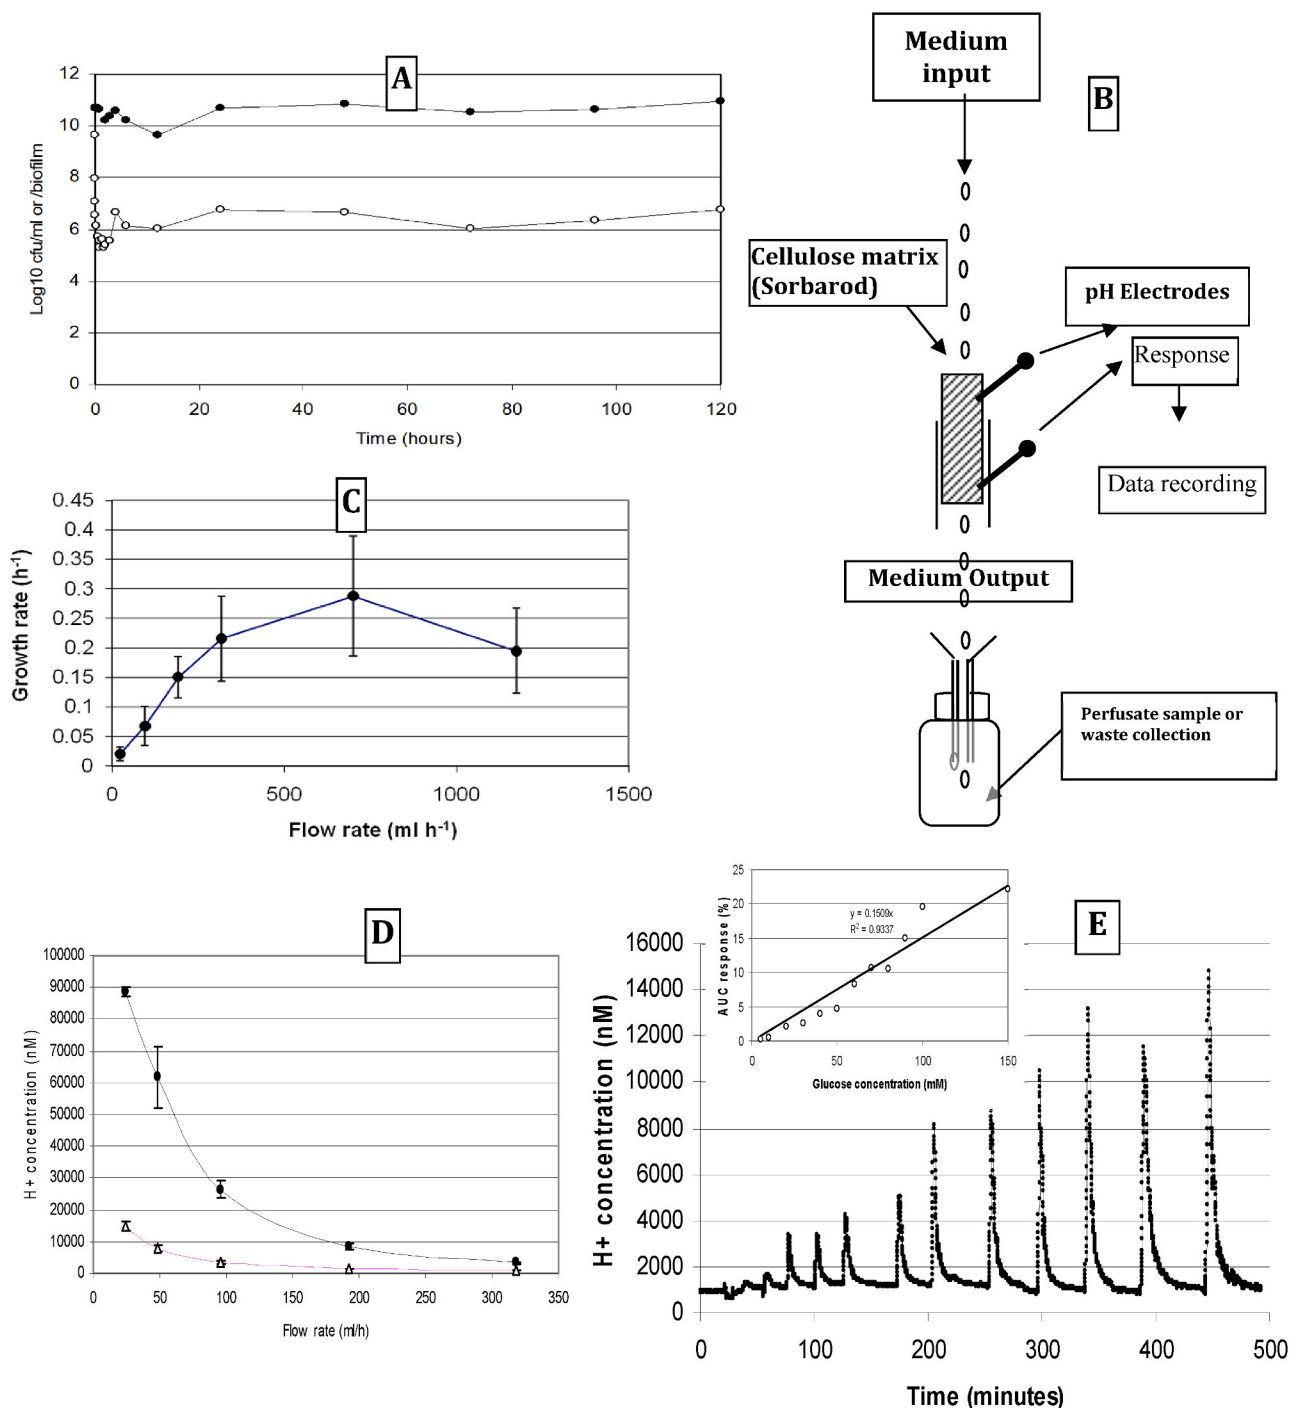 A
12
10
8
6
4
2
0
Log10 cfu/ml or /biofilm
0 20 40 60 80 100 120
Time (hours)
Medium
input
B
Cellulose matrix
(Sorbarod)
pH Electrodes
Response
Data recording
Medium Output
Perfusate sample or
waste collection
C
0.45
0.4
0.35
0.3
0.25
0.2
0.15
0.1
0.05
0
Growth rate (h⁻¹)
0 500 1000 1500
Flow rate (ml h⁻¹)
D
100000
90000
80000
70000
60000
50000
40000
30000
20000
10000
0
H+ concentration (nM)
0 50 100 150 200 250 300 350
Flow rate (ml/h)
25
20
15
10
5
0
AUC response (%)
y = 0.1509x
R² = 0.9337
0 50 100 150
Glucose concentration (mM)
E
16000
14000
12000
10000
8000
6000
4000
2000
0
H+ concentration (nM)
0 100 200 300 400 500
Time (minutes)